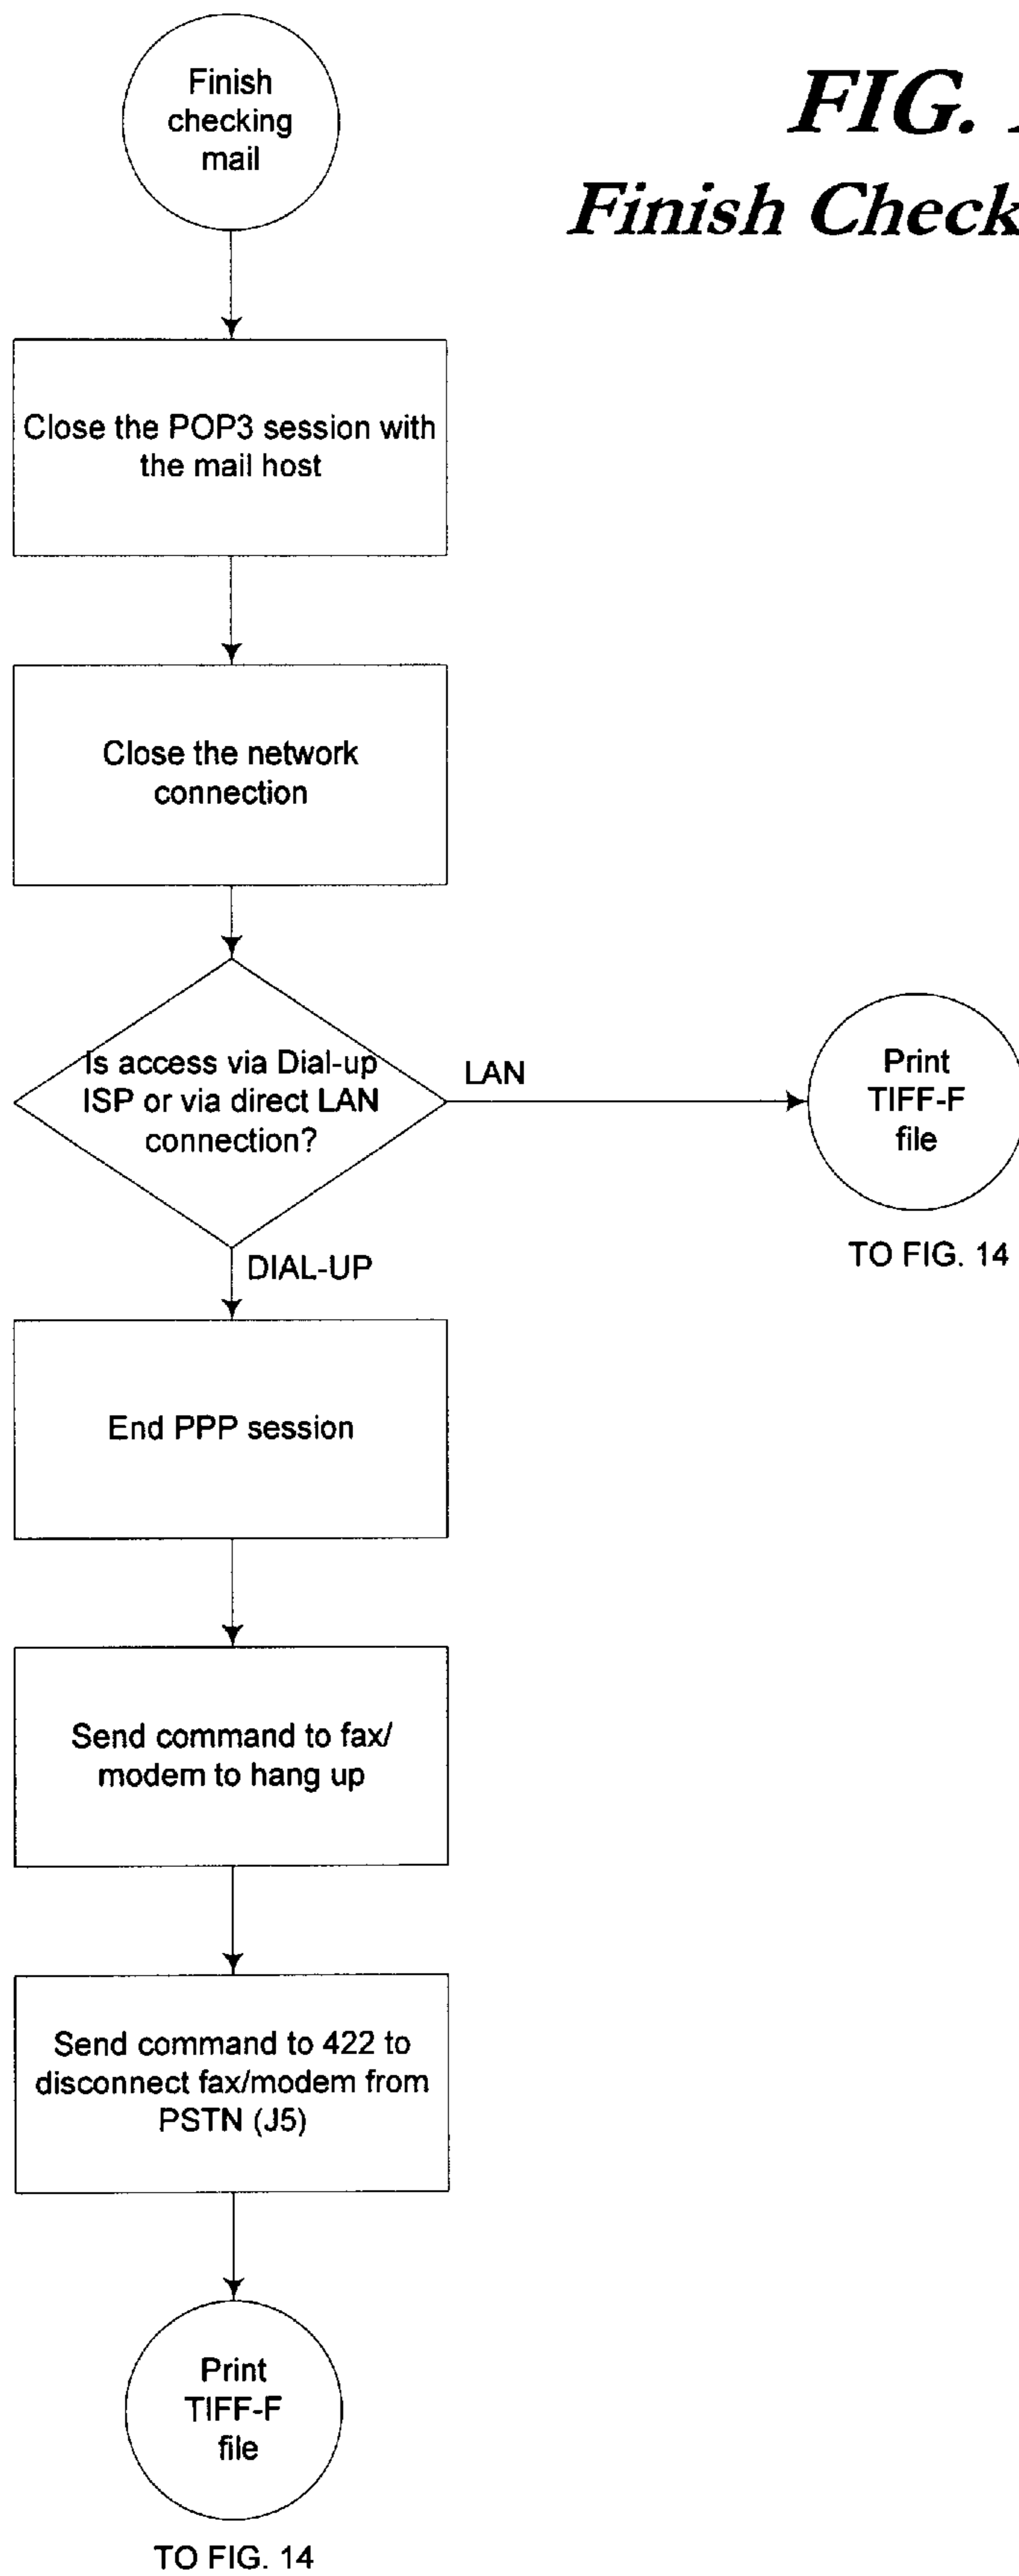 Finish
checking
mail
FIG.
Finish Check
Close the POP3 session with
the mail host
Close the network
connection
Is access via Dial-up
ISP or via direct LAN
connection?
LAN
Print
TIFF-F
file
TO FIG. 14
DIAL-UP
End PPP session
Send command to fax/
modem to hang up
Send command to 422 to
disconnect fax/modem from
PSTN (J5)
Print
TIFF-F
file
TO FIG. 14